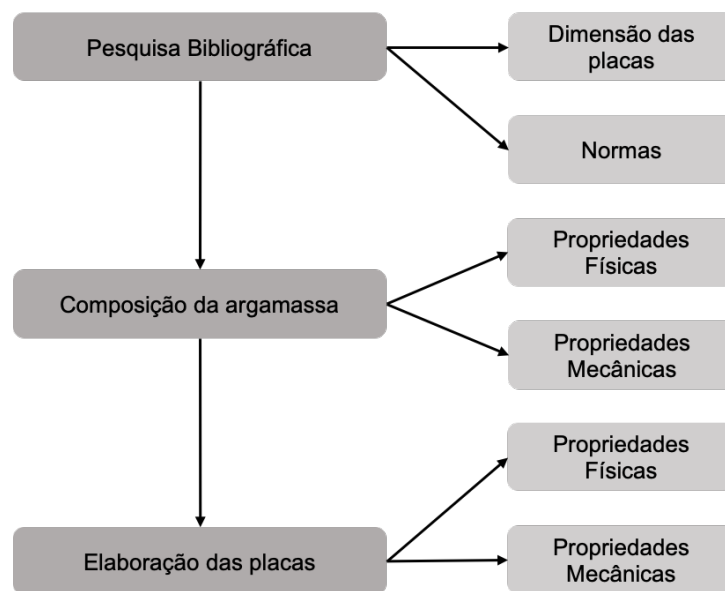 Pesquisa Bibliográfica
Dimensão das
placas
Normas
Composição da argamassa
Propriedades
Físicas
Propriedades
Mecânicas
Elaboração das placas
Propriedades
Físicas
Propriedades
Mecânicas